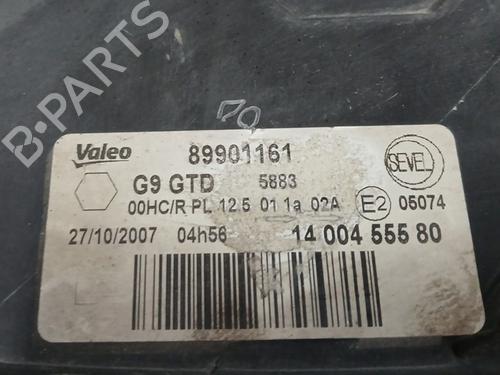 B-PARTS
70
Valeo 89901161
SEVEL
G9 GTD 5883
00HC/R PL 12.5 01 1a 02A E2 05074
27/10/2007 04h56 14 004 555 80